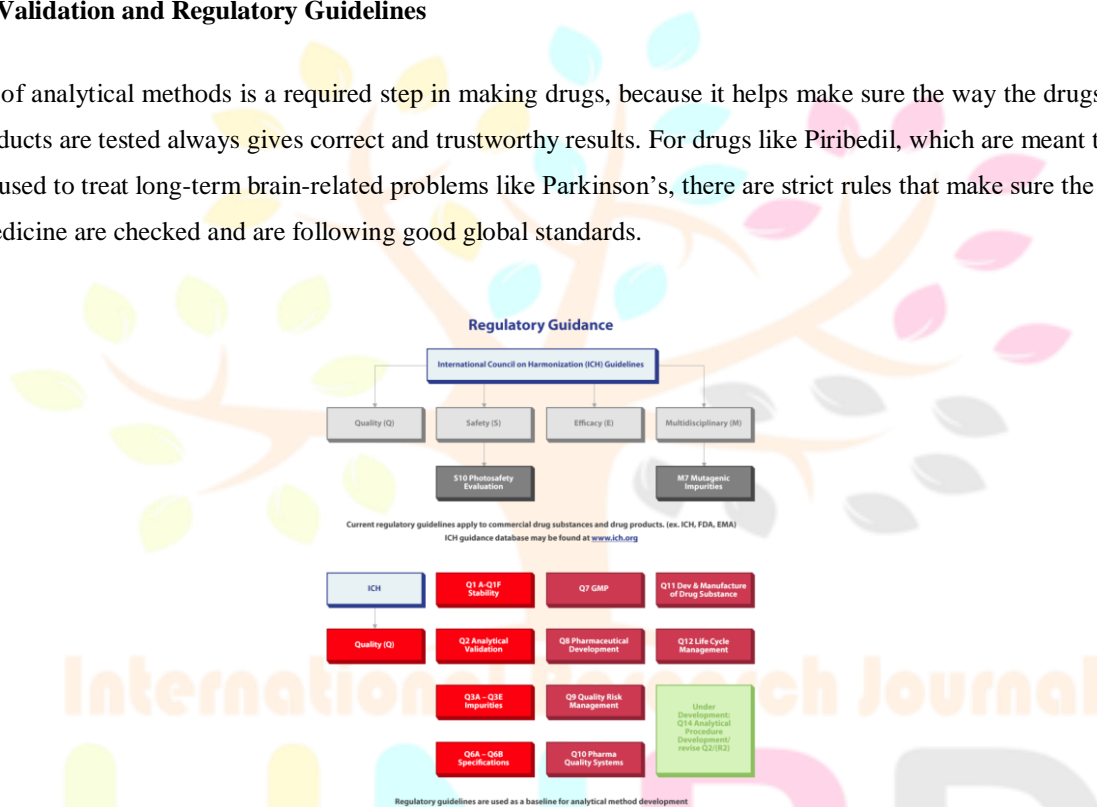 Validation and Regulatory Guidelines
of analytical methods is a required step in making drugs, because it helps make sure the way the drugs
ducts are tested always gives correct and trustworthy results. For drugs like Piribedil, which are meant t
used to treat long-term brain-related problems like Parkinson’s, there are strict rules that make sure the
edicine are checked and are following good global standards.
Regulatory Guidance
International Council on Harmonization (ICH) Guidelines
Quality (Q) Safety (S) Efficacy (E) Multidisciplinary (M)
S10 Photosafety
Evaluation
M7 Mutagenic
Impurities
Current regulatory guidelines apply to commercial drug substances and drug products. (ex. ICH, FDA, EMA)
ICH guidance database may be found at www.ich.org
ICH
Q1 A-Q1F
Stability
Q7 GMP
Q11 Dev & Manufacture
of Drug Substance
Quality (Q)
Q2 Analytical
Validation
Q8 Pharmaceutical
Development
Q12 Life Cycle
Management
Q3A – Q3E
Impurities
Q9 Quality Risk
Management
Under
Development:
Q14 Analytical
Procedure
Development/
revise Q2/(R2)
Q6A – Q6B
Specifications
Q10 Pharma
Quality Systems
International Research Journal
Regulatory guidelines are used as a baseline for analytical method development